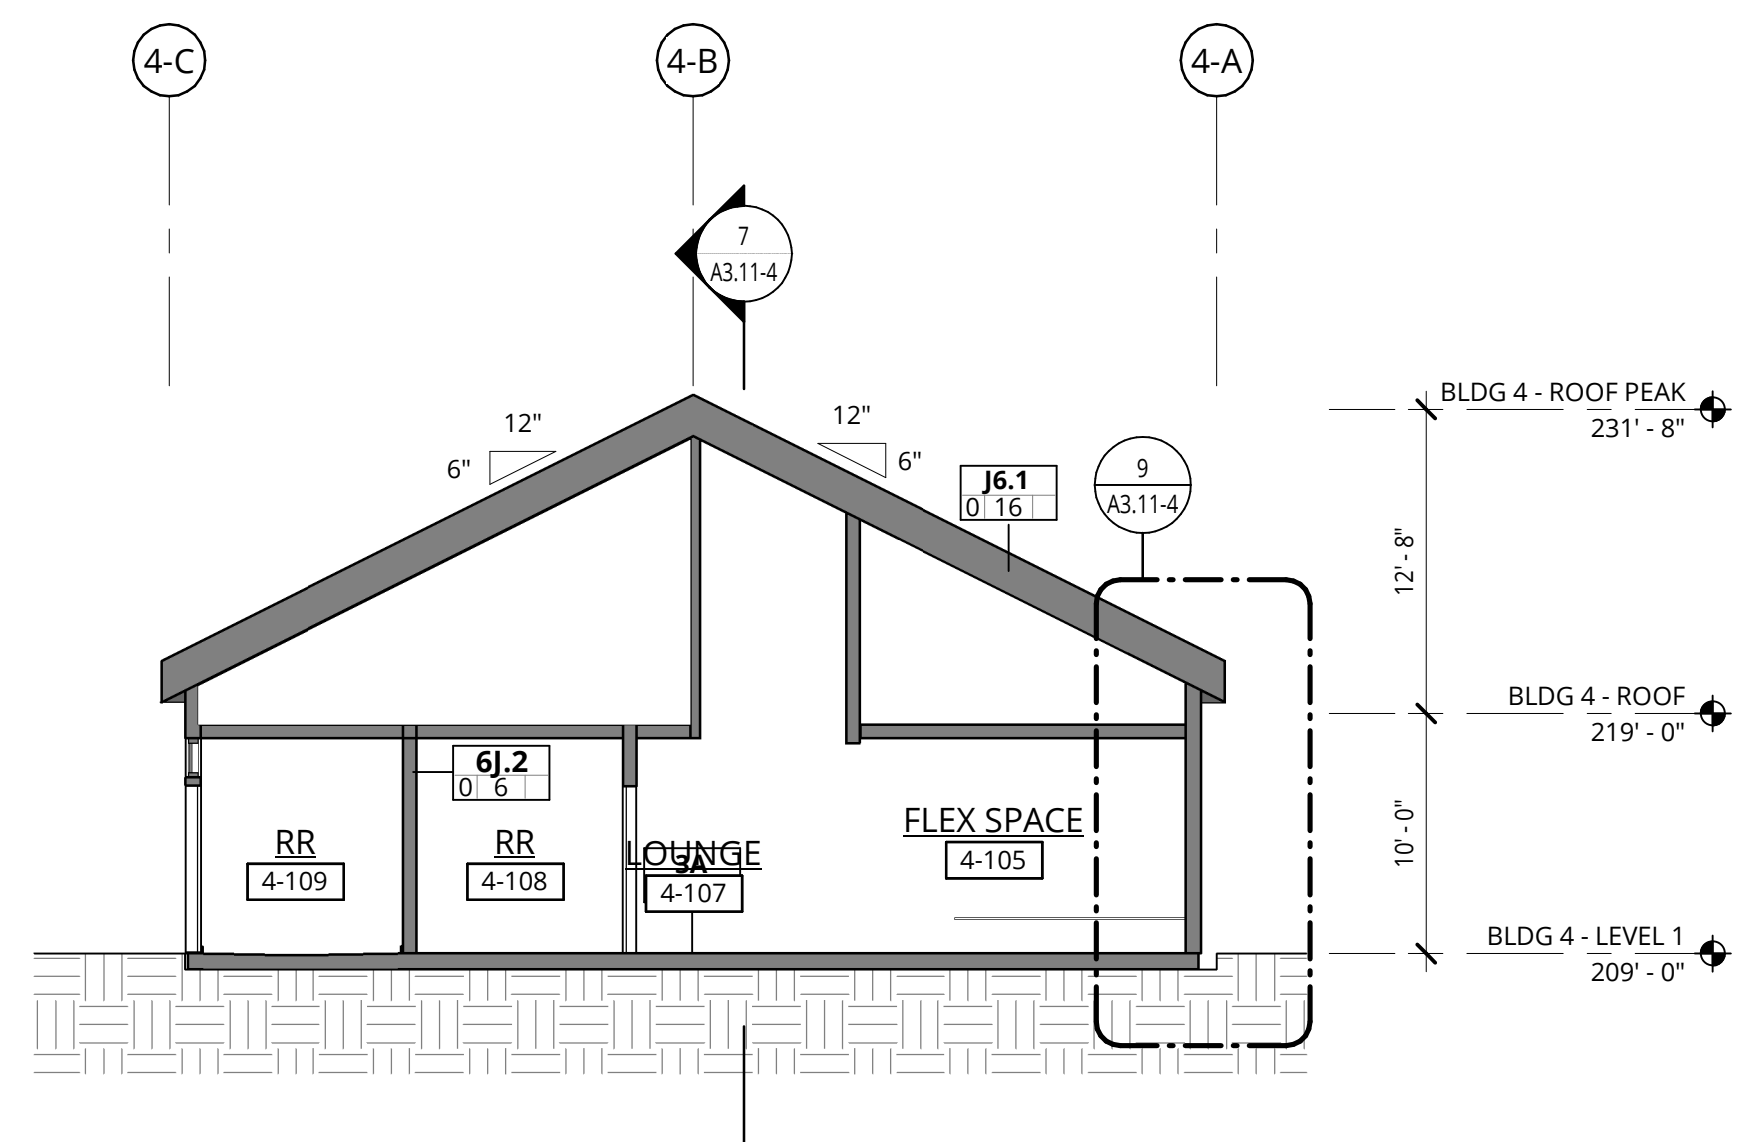 4-C
4-B
4-A
7
A3.11-4
BLDG 4 - ROOF PEAK
231' - 8"
12"
6"
12"
6"
J6.1
0 16
9
A3.11-4
12' - 8"
BLDG 4 - ROOF
219' - 0"
6J.2
0 6
FLEX SPACE
4-105
RR
4-109
RR
4-108
LOUNGE
3A
4-107
10' - 0"
BLDG 4 - LEVEL 1
209' - 0"